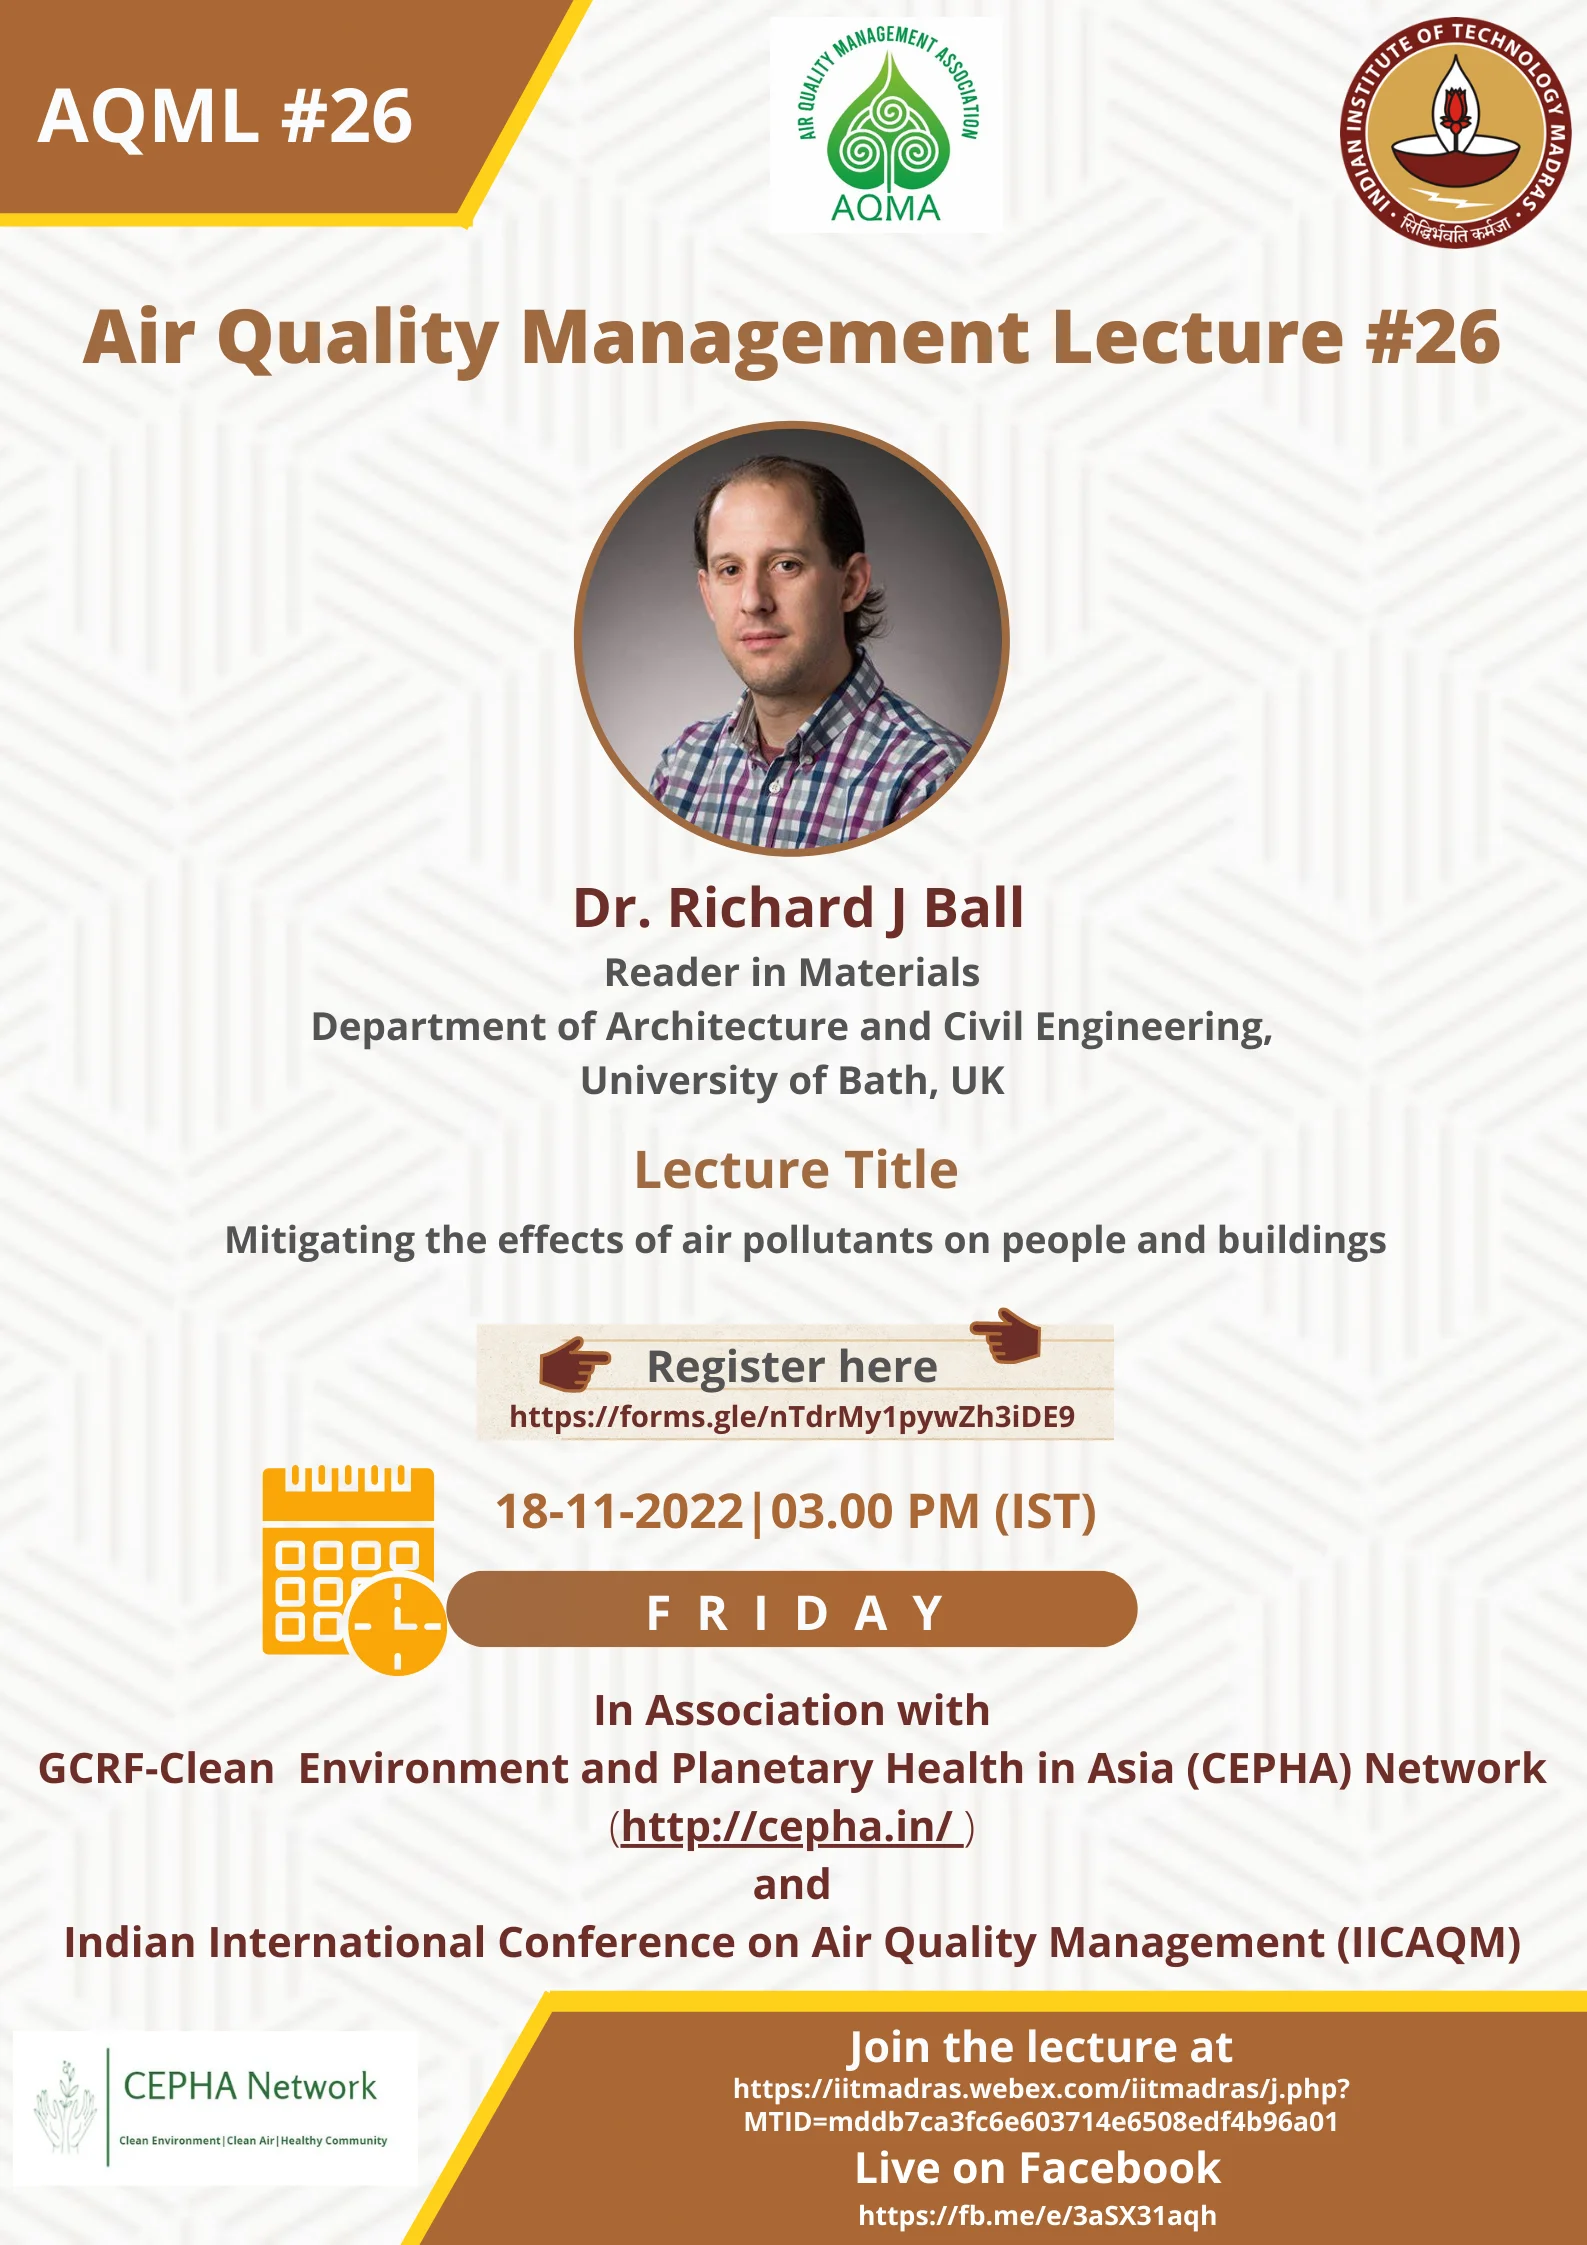 AQML #26
AIR QUALITY MANAGEMENT ASSOCIATION
AQMA
INDIAN INSTITUTE OF TECHNOLOGY MADRAS
सिद्धिर्भवति कर्मजा
Air Quality Management Lecture #26
Dr. Richard J Ball
Reader in Materials
Department of Architecture and Civil Engineering,
University of Bath, UK
Lecture Title
Mitigating the effects of air pollutants on people and buildings
Register here
https://forms.gle/nTdrMy1pywZh3iDE9
18-11-2022|03.00 PM (IST)
FRIDAY
In Association with
GCRF-Clean  Environment and Planetary Health in Asia (CEPHA) Network
(http://cepha.in/ )
and
Indian International Conference on Air Quality Management (IICAQM)
CEPHA Network
Clean Environment|Clean Air|Healthy Community
Join the lecture at
https://iitmadras.webex.com/iitmadras/j.php?
MTID=mddb7ca3fc6e603714e6508edf4b96a01
Live on Facebook
https://fb.me/e/3aSX31aqh